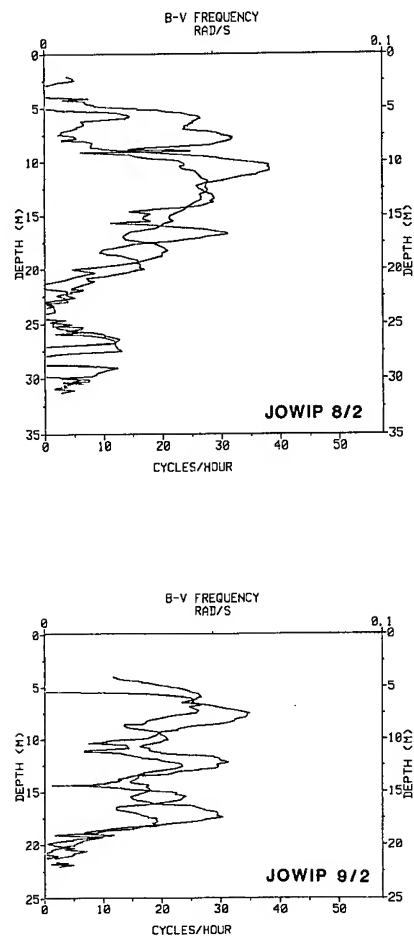 B-V FREQUENCY
RAD/S
0 0.1
0 0
5 5
10 10
15 15
20 20
25 25
30 30
35 35
DEPTH (M)
DEPTH (M)
JOWIP 8/2
0 10 20 30 40 50
CYCLES/HOUR
B-V FREQUENCY
RAD/S
0 0.1
0 0
5 5
10 10
15 15
20 20
25 25
DEPTH (M)
DEPTH (M)
JOWIP 9/2
0 10 20 30 40 50
CYCLES/HOUR